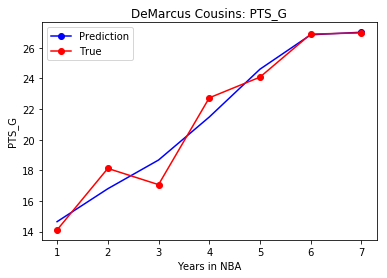 DeMarcus Cousins: PTS_G
Prediction
True
PTS_G
26
24
22
20
18
16
14
1 2 3 4 5 6 7
Years in NBA